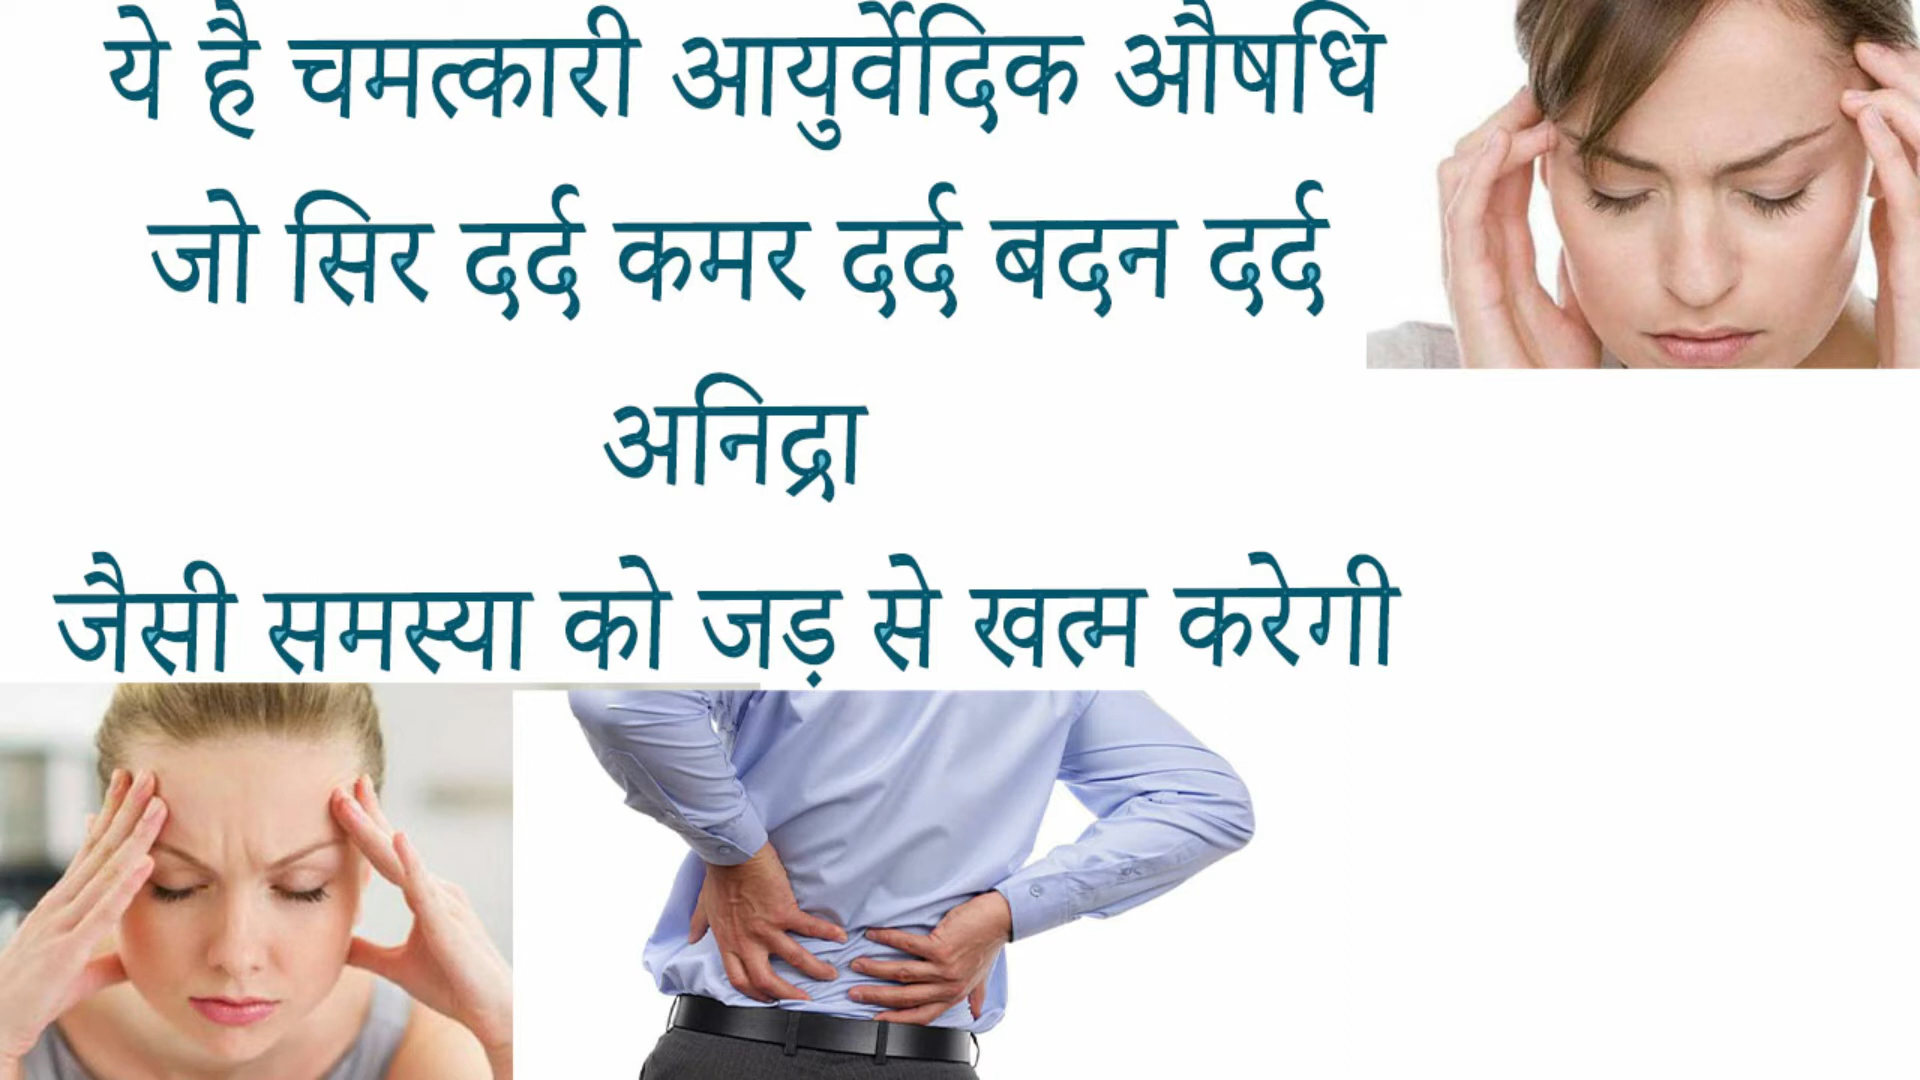 ये है चमत्कारी आयुर्वेदिक औषधि
जो सिर दर्द कमर दर्द बदन दर्द
अनिद्रा
जैसी समस्या को जड़ से खत्म करेगी